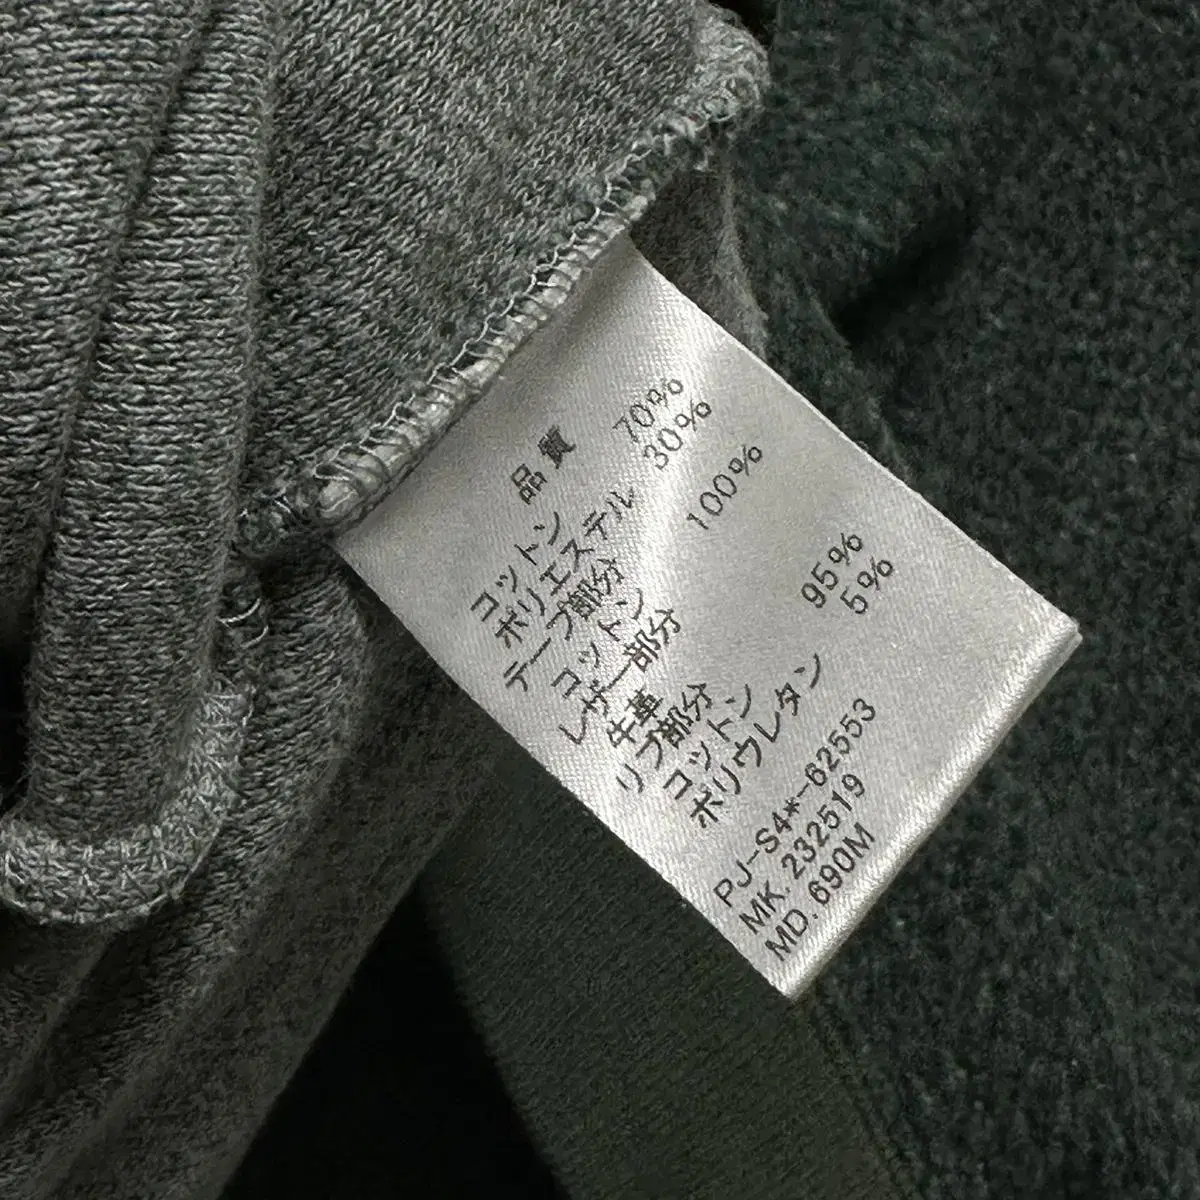 品質
コットン 70%
ポリエステル 30%
テープ部分
コットン 100%
レザー部分
牛革
リブ部分
コットン 95%
ポリウレタン 5%
PJ-S4*-62553
MK. 232519
MD. 690M